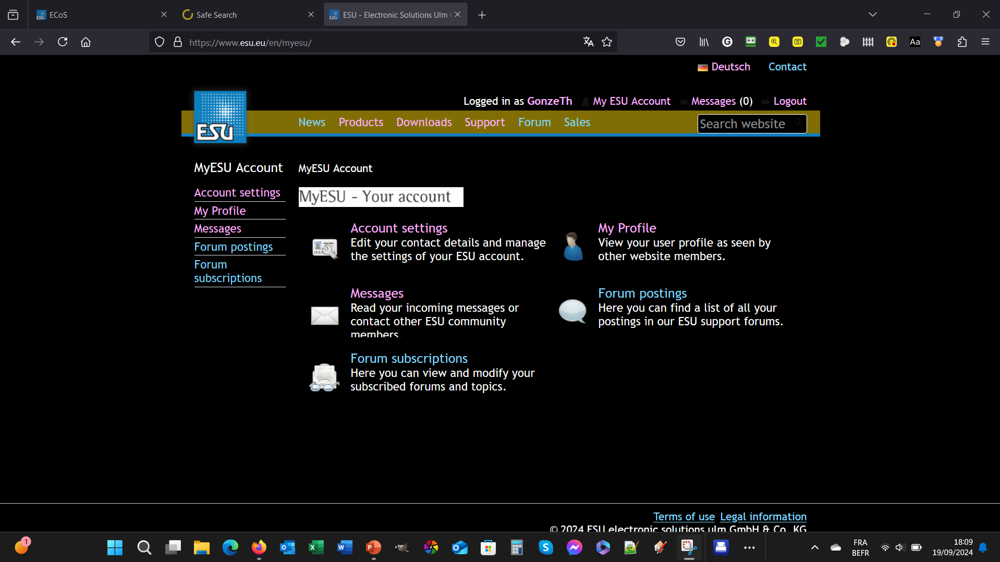 ECoS
Safe Search
ESU - Electronic Solutions Ulm
https://www.esu.eu/en/myesu/
Aa
Deutsch Contact
Logged in as GonzeTh My ESU Account Messages (0) Logout
ESU
News Products Downloads Support Forum Sales
Search website
MyESU Account
Account settings
My Profile
Messages
Forum postings
Forum
subscriptions
MyESU Account
MyESU - Your account
Account settings
Edit your contact details and manage
the settings of your ESU account.
My Profile
View your user profile as seen by
other website members.
Messages
Read your incoming messages or
contact other ESU community
members.
Forum postings
Here you can find a list of all your
postings in our ESU support forums.
Forum subscriptions
Here you can view and modify your
subscribed forums and topics.
Terms of use Legal information
© 2024 ESU electronic solutions ulm GmbH & Co. KG
1
FRA
BEFR
18:09
19/09/2024